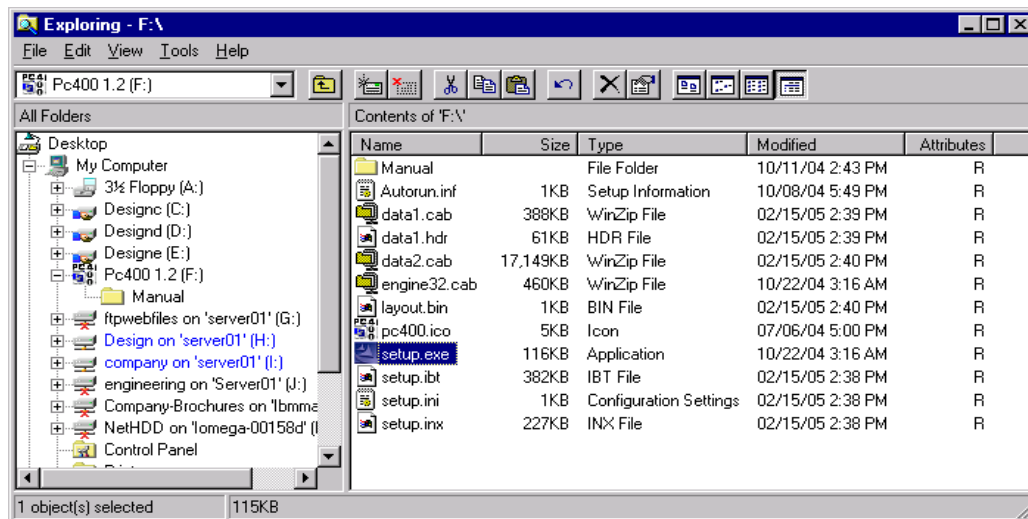 Exploring - F:\
File Edit View Tools Help
Pc400 1.2 (F:)
All Folders
Contents of 'F:\'
Desktop
My Computer
3½ Floppy (A:)
Designc (C:)
Designd (D:)
Designe (E:)
Pc400 1.2 (F:)
Manual
ftpwebfiles on 'server01' (G:)
Design on 'server01' (H:)
company on 'server01' (I:)
engineering on 'Server01' (J:)
Company-Brochures on 'Ibmma
NetHDD on 'Iomega-00158d' (
Control Panel
Name Size Type Modified Attributes
Manual File Folder 10/11/04 2:43 PM R
Autorun.inf 1KB Setup Information 10/08/04 5:49 PM R
data1.cab 388KB WinZip File 02/15/05 2:39 PM R
data1.hdr 61KB HDR File 02/15/05 2:39 PM R
data2.cab 17,149KB WinZip File 02/15/05 2:40 PM R
engine32.cab 460KB WinZip File 10/22/04 3:16 AM R
layout.bin 1KB BIN File 02/15/05 2:40 PM R
pc400.ico 5KB Icon 07/06/04 5:00 PM R
setup.exe 116KB Application 10/22/04 3:16 AM R
setup.ibt 382KB IBT File 02/15/05 2:38 PM R
setup.ini 1KB Configuration Settings 02/15/05 2:38 PM R
setup.inx 227KB INX File 02/15/05 2:38 PM R
1 object(s) selected 115KB